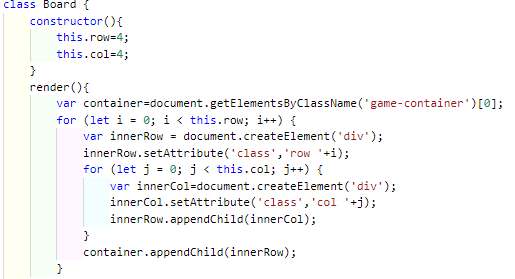 class Board {
    constructor(){
        this.row=4;
        this.col=4;
    }
    render(){
        var container=document.getElementsByClassName('game-container')[0];
        for (let i = 0; i < this.row; i++) {
            var innerRow = document.createElement('div');
            innerRow.setAttribute('class','row '+i);
            for (let j = 0; j < this.col; j++) {
                var innerCol=document.createElement('div');
                innerCol.setAttribute('class','col '+j);
                innerRow.appendChild(innerCol);
            }
            container.appendChild(innerRow);
        }